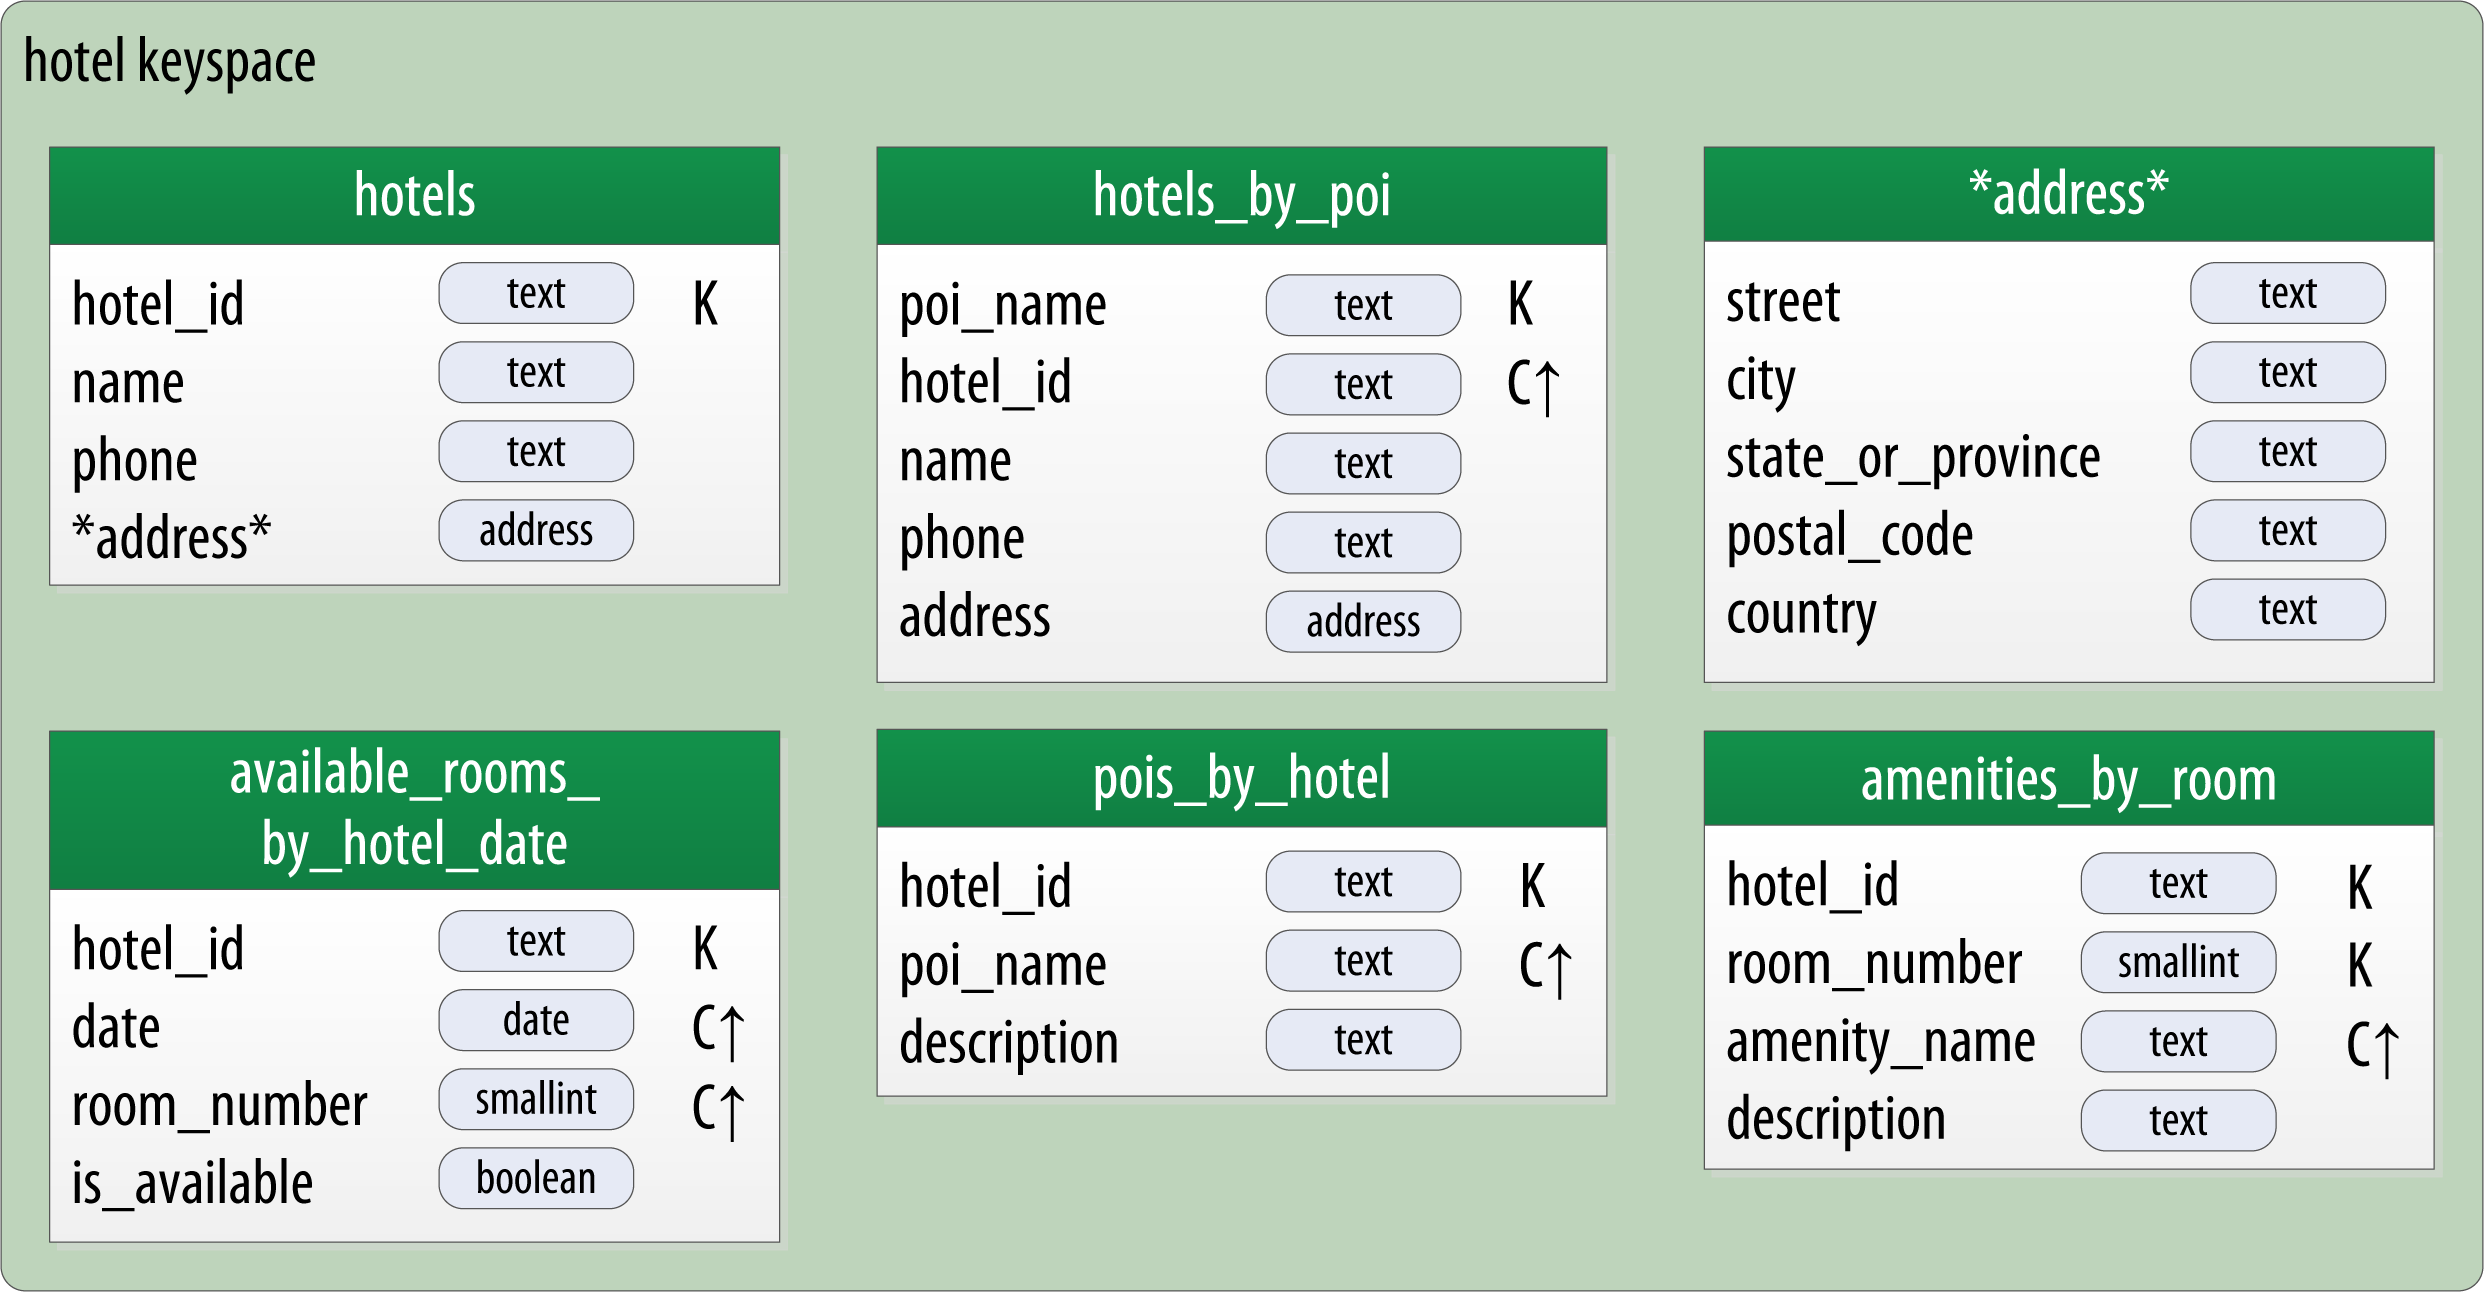 hotel keyspace
hotels
hotel_id text K
name text
phone text
*address* address
hotels_by_poi
poi_name text K
hotel_id text C↑
name text
phone text
address address
*address*
street text
city text
state_or_province text
postal_code text
country text
available_rooms_
by_hotel_date
hotel_id text K
date date C↑
room_number smallint C↑
is_available boolean
pois_by_hotel
hotel_id text K
poi_name text C↑
description text
amenities_by_room
hotel_id text K
room_number smallint K
amenity_name text C↑
description text